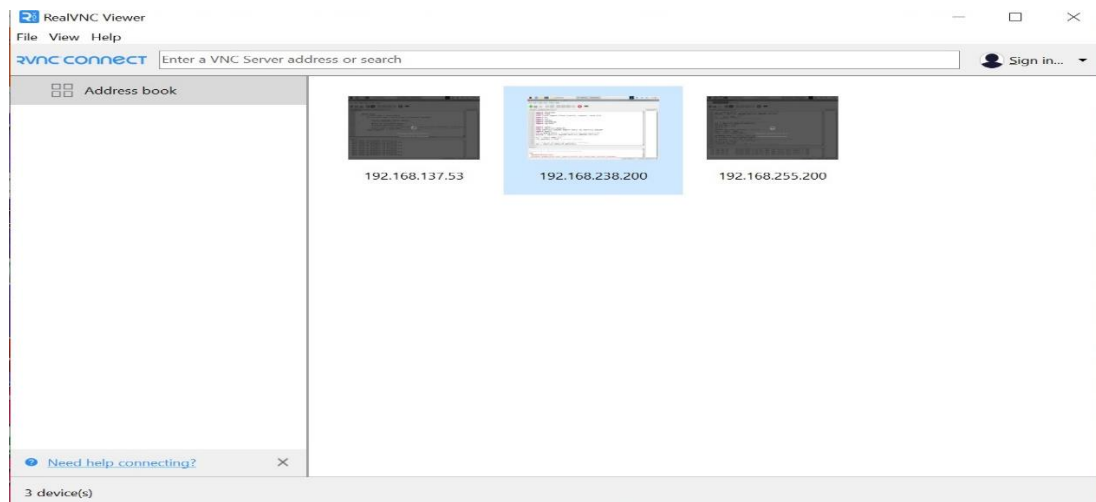 RealVNC Viewer
File View Help
RVNC CONNECT Enter a VNC Server address or search Sign in...
Address book
192.168.137.53 192.168.238.200 192.168.255.200
Need help connecting?
3 device(s)